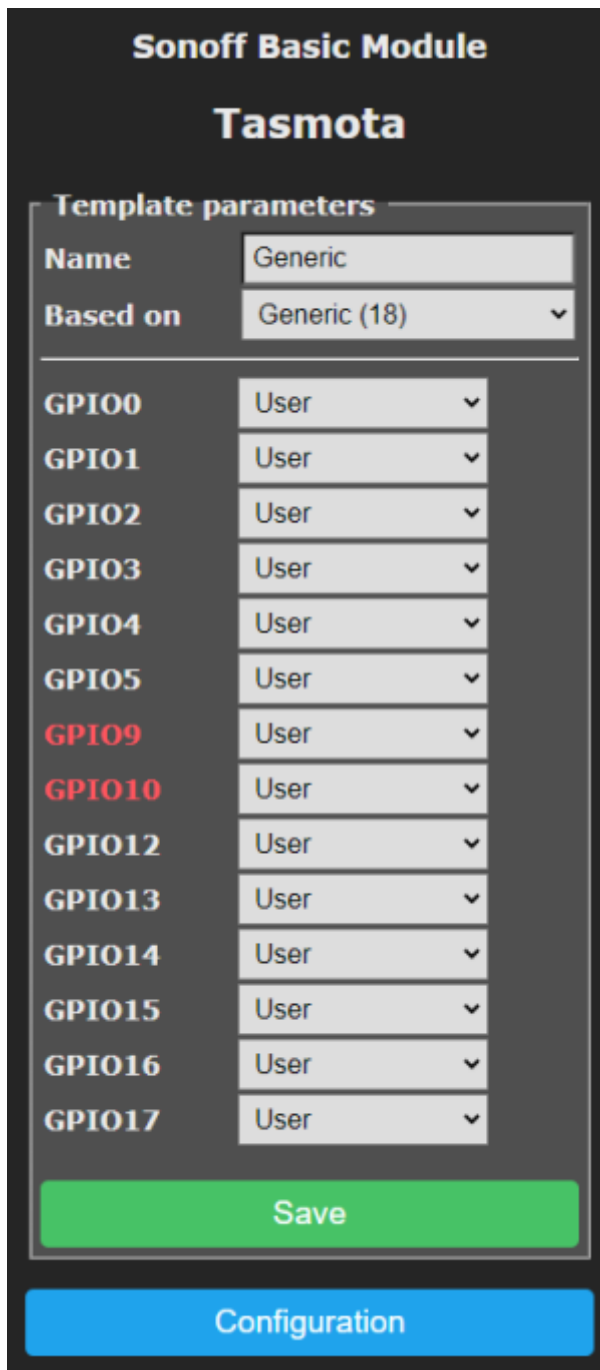 Sonoff Basic Module
Tasmota
Template parameters
Name Generic
Based on Generic (18)
GPIO0 User
GPIO1 User
GPIO2 User
GPIO3 User
GPIO4 User
GPIO5 User
GPIO9 User
GPIO10 User
GPIO12 User
GPIO13 User
GPIO14 User
GPIO15 User
GPIO16 User
GPIO17 User
Save
Configuration